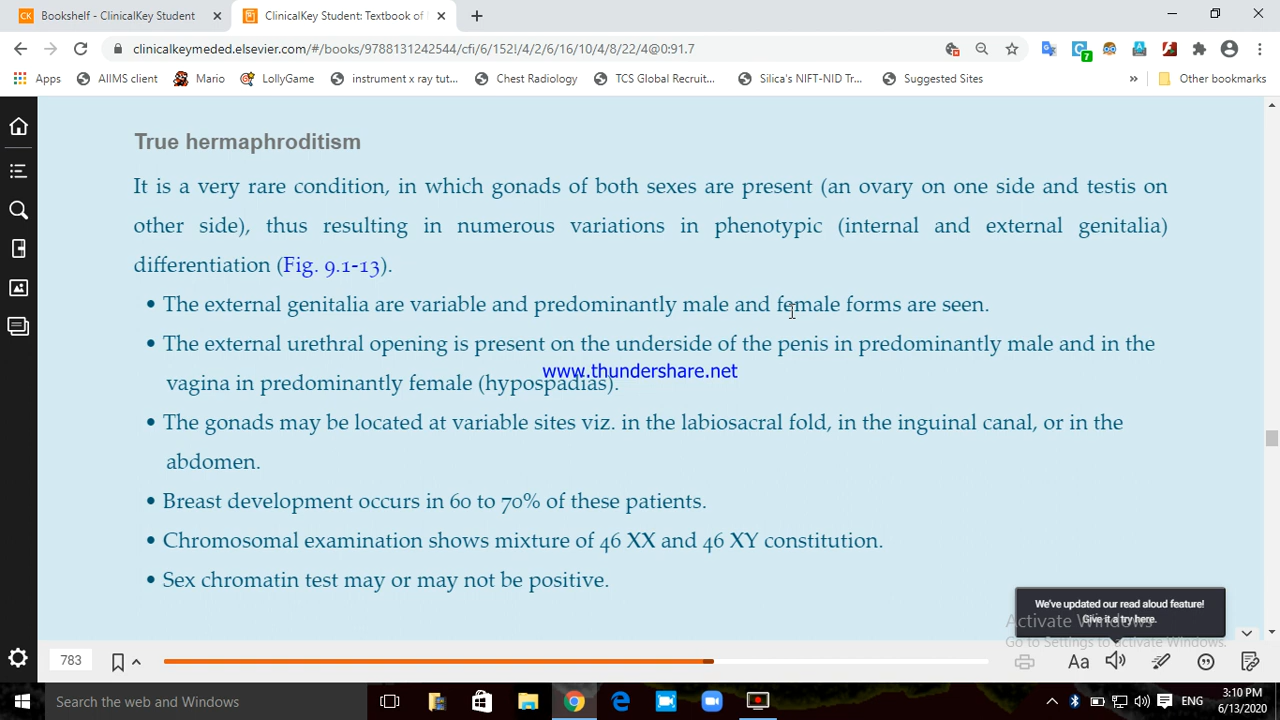 Bookshelf - ClinicalKey Student
ClinicalKey Student: Textbook of
clinicalkeymeded.elsevier.com/#/books/9788131242544/cfi/6/152!/4/2/6/16/10/4/8/22/4@0:91.7
7
Apps AIIMS client Mario LollyGame instrument x ray tut... Chest Radiology TCS Global Recruit... Silica's NIFT-NID Tr... Suggested Sites » Other bookmarks
True hermaphroditism
It is a very rare condition, in which gonads of both sexes are present (an ovary on one side and testis on
other side), thus resulting in numerous variations in phenotypic (internal and external genitalia)
differentiation (Fig. 9.1-13).
• The external genitalia are variable and predominantly male and female forms are seen.
• The external urethral opening is present on the underside of the penis in predominantly male and in the
www.thundershare.net
vagina in predominantly female (hypospadias).
• The gonads may be located at variable sites viz. in the labiosacral fold, in the inguinal canal, or in the
abdomen.
• Breast development occurs in 60 to 70% of these patients.
• Chromosomal examination shows mixture of 46 XX and 46 XY constitution.
• Sex chromatin test may or may not be positive.
We've updated our read aloud feature!
Give it a try here.
Activate Windows
Go to Settings to activate Windows.
783
Aa
Search the web and Windows
ENG
3:10 PM
6/13/2020